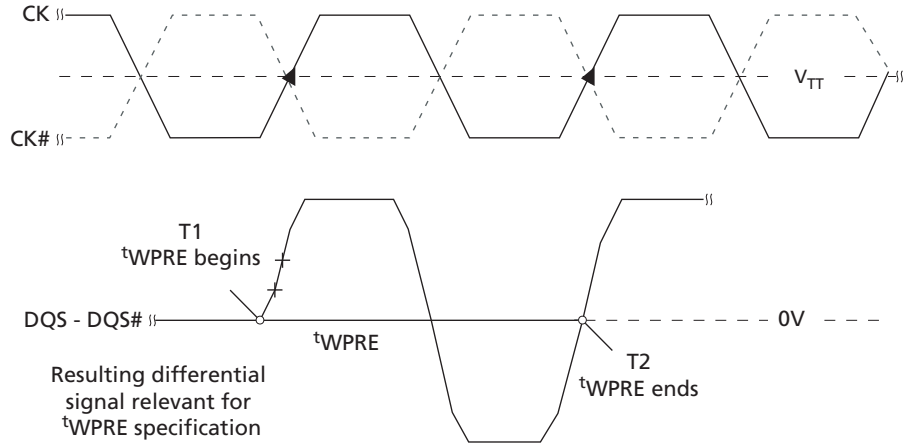 CK
V_TT
CK#
T1
ᵗWPRE begins
DQS - DQS#
0V
ᵗWPRE
T2
ᵗWPRE ends
Resulting differential
signal relevant for
ᵗWPRE specification